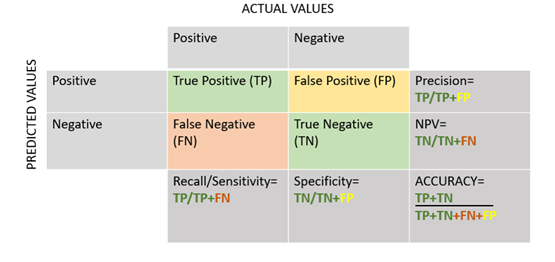 ACTUAL VALUES
PREDICTED VALUES
Positive
Negative
Positive
True Positive (TP)
False Positive (FP)
Precision=
TP/TP+FP
Negative
False Negative
(FN)
True Negative
(TN)
NPV=
TN/TN+FN
Recall/Sensitivity=
TP/TP+FN
Specificity=
TN/TN+FP
ACCURACY=
TP+TN
TP+TN+FN+FP